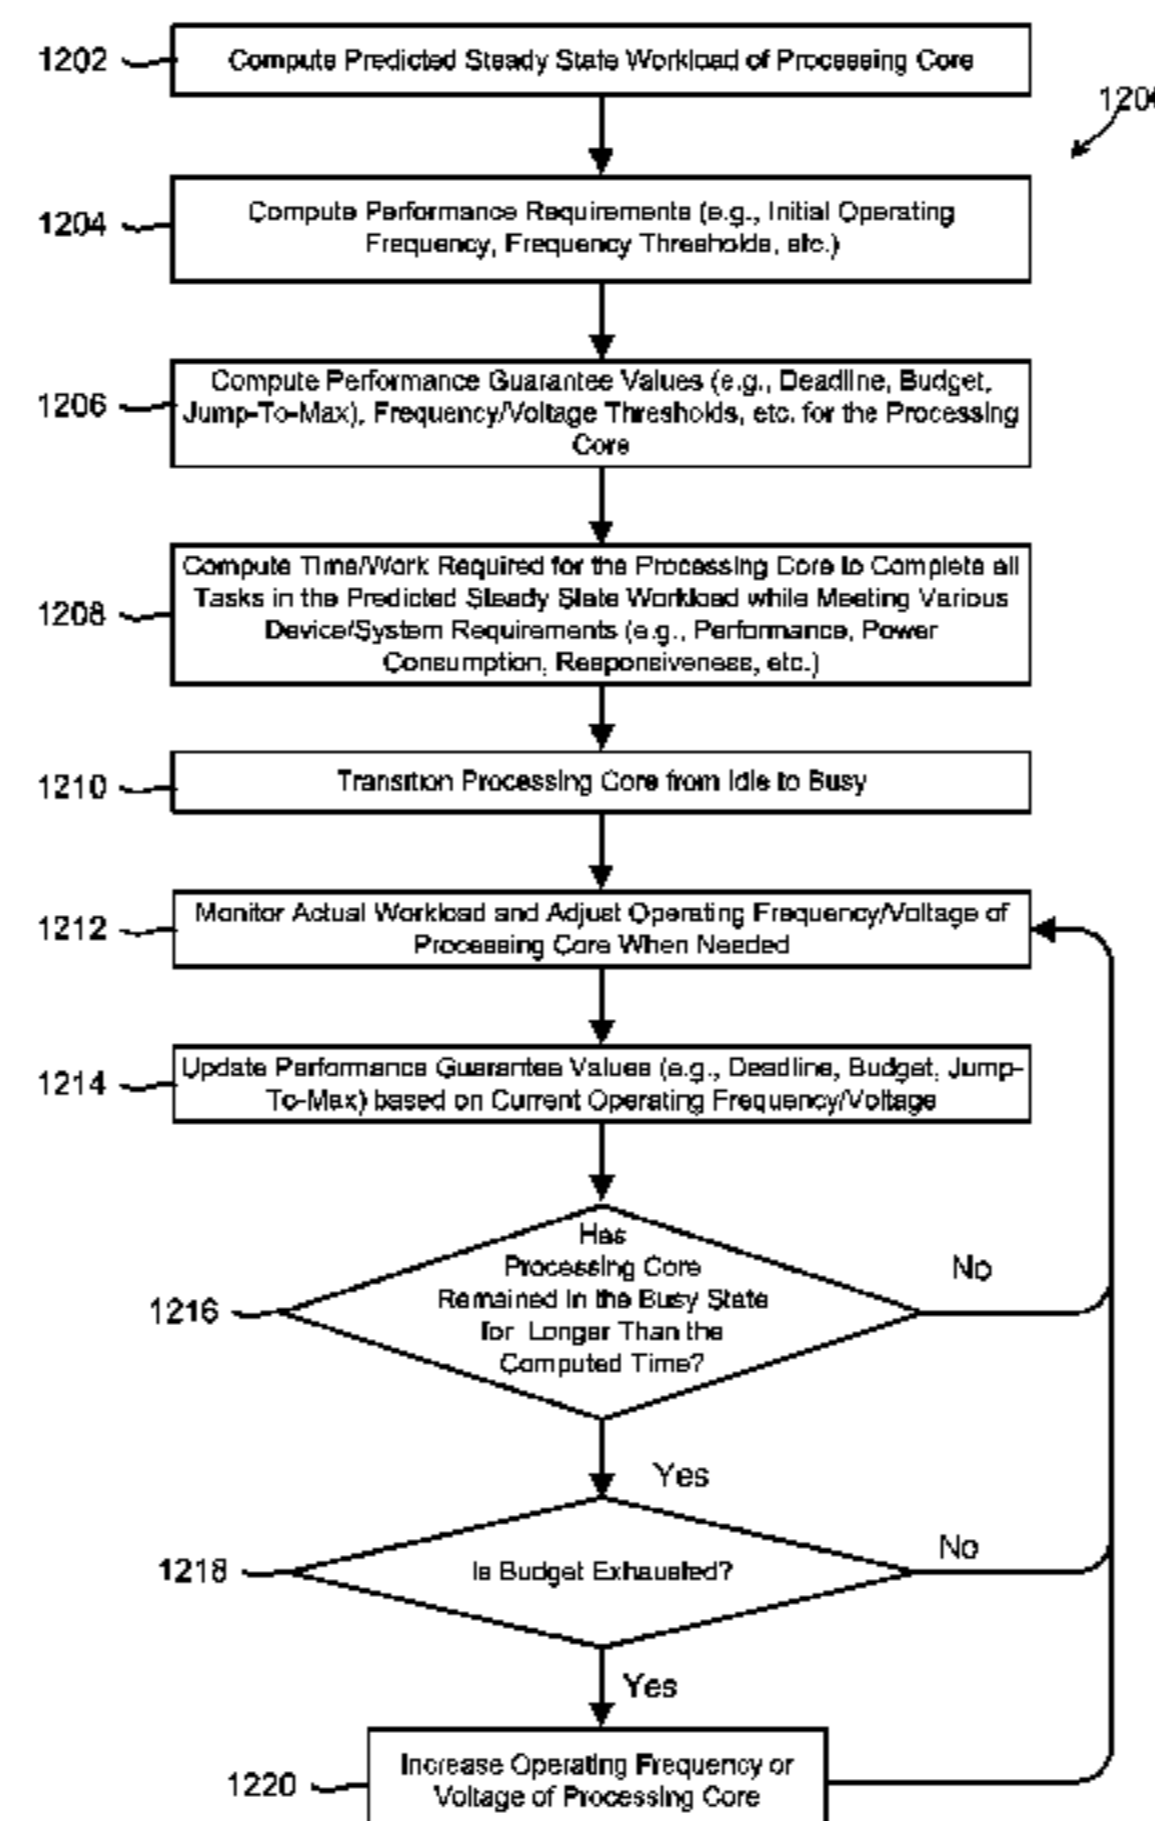 1202
Compute Predicted Steady State Workload of Processing Core
1204
Compute Performance Requirements (e.g., Initial Operating
Frequency, Frequency Thresholds, etc.)
1206
Compute Performance Guarantee Values (e.g., Deadline, Budget,
Jump-To-Max), Frequency/Voltage Thresholds, etc. for the Processing
Core
1208
Compute Time/Work Required for the Processing Core to Complete all
Tasks in the Predicted Steady State Workload while Meeting Various
Device/System Requirements (e.g., Performance, Power
Consumption, Responsiveness, etc.)
1210
Transition Processing Core from Idle to Busy
1212
Monitor Actual Workload and Adjust Operating Frequency/Voltage of
Processing Core When Needed
1214
Update Performance Guarantee Values (e.g., Deadline, Budget, Jump-
To-Max) based on Current Operating Frequency/Voltage
1216
Has
Processing Core
Remained In the Busy State
for Longer Than the
Computed Time?
No
Yes
1218
Is Budget Exhausted?
No
Yes
1220
Increase Operating Frequency or
Voltage of Processing Core